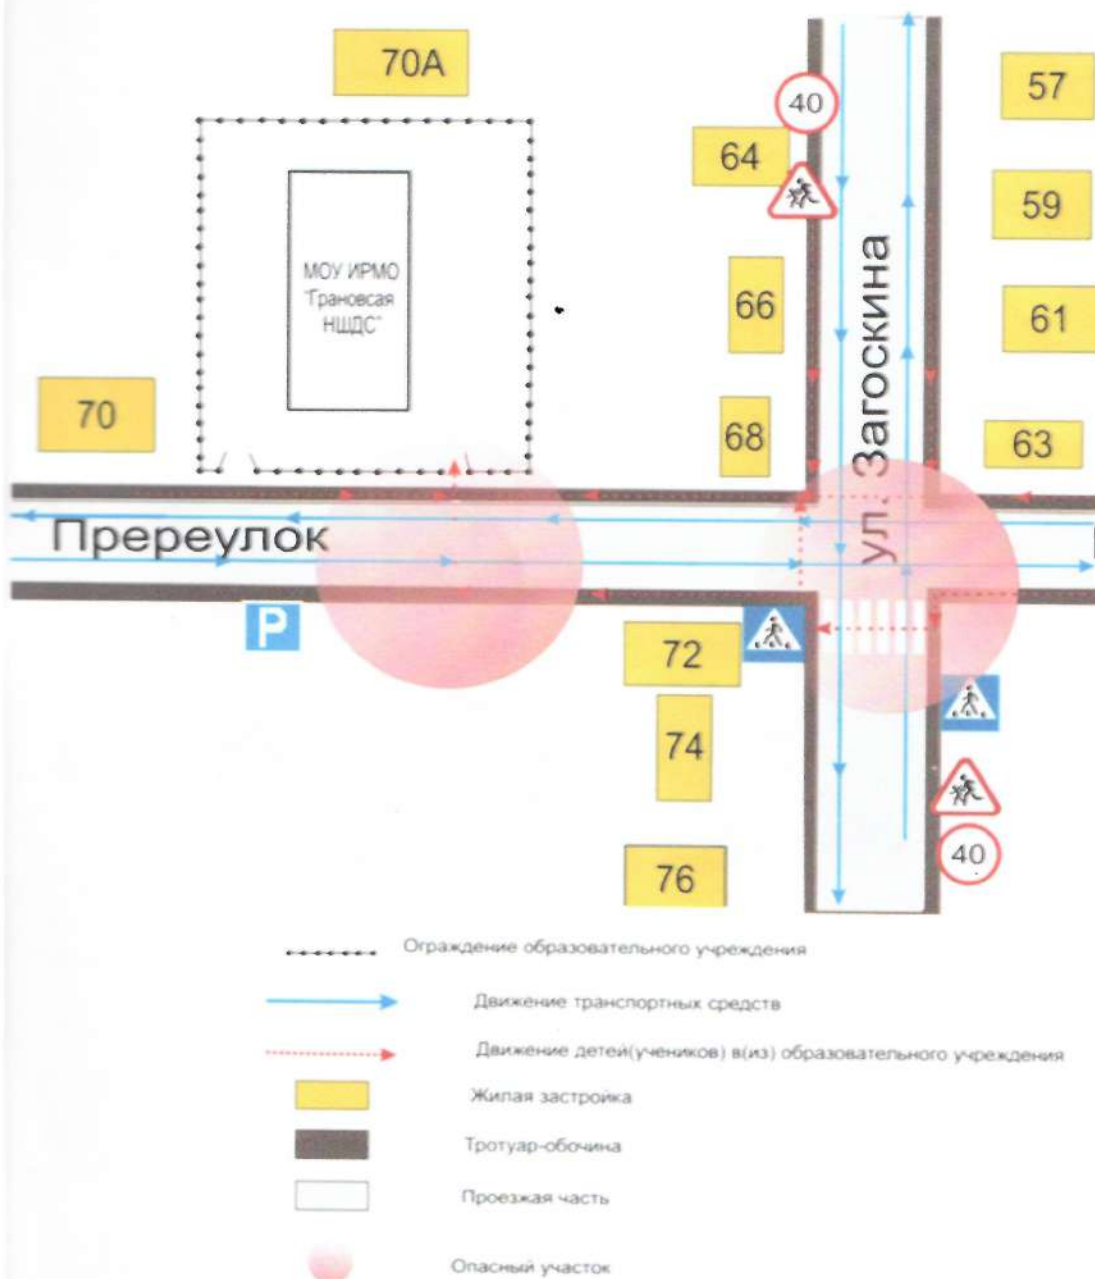 70А
57
40
64
59
МОУ ИРМО
"Грановсая
НШДС"
66
61
ул. Загоскина
70
68
63
Пререулок
P
72
74
40
76
Ограждение образовательного учреждения
Движение транспортных средств
Движение детей(учеников) в(из) образовательного учреждения
Жилая застройка
Тротуар-обочина
Проезжая часть
Опасный участок